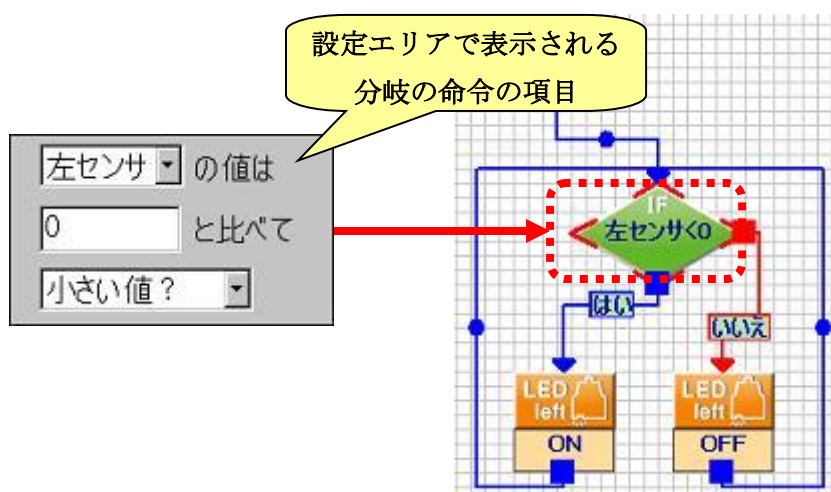 設定エリアで表示される
分岐の命令の項目
左センサ の値は
0 と比べて
小さい値？
IF
左センサ<0
はい
いいえ
LED
left
ON
LED
left
OFF